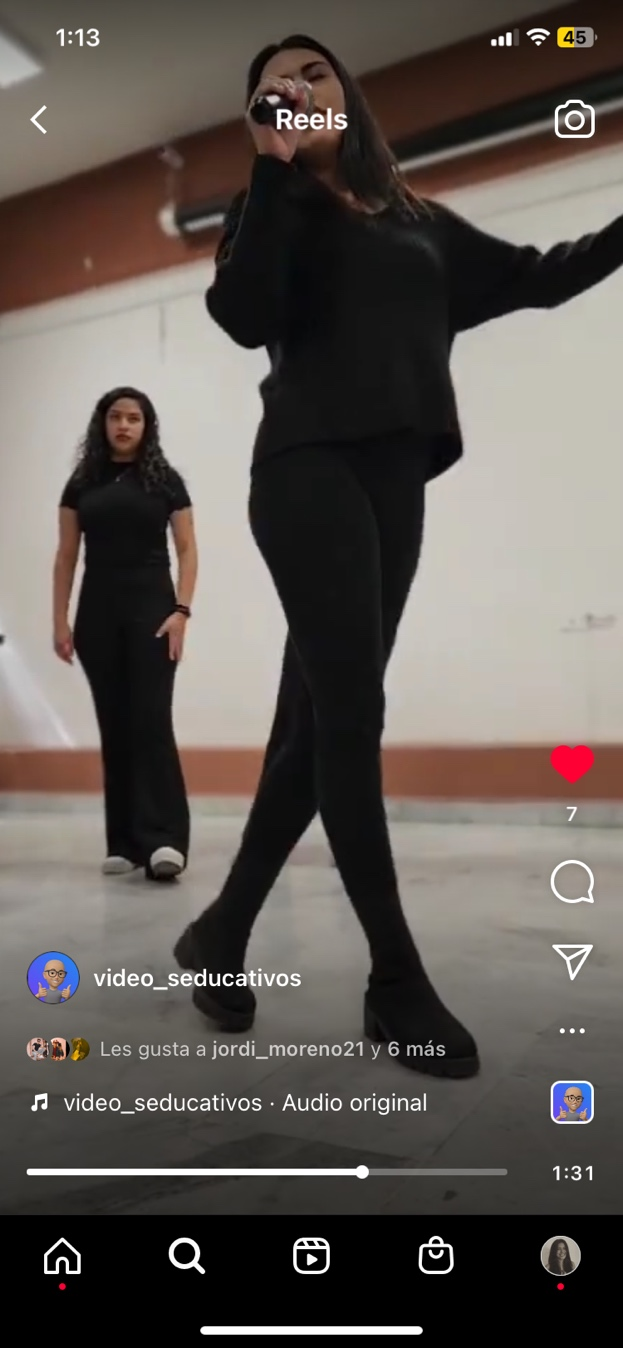 1:13
45
Reels
7
video_seducativos
Les gusta a jordi_moreno21 y 6 más
video_seducativos · Audio original
1:31